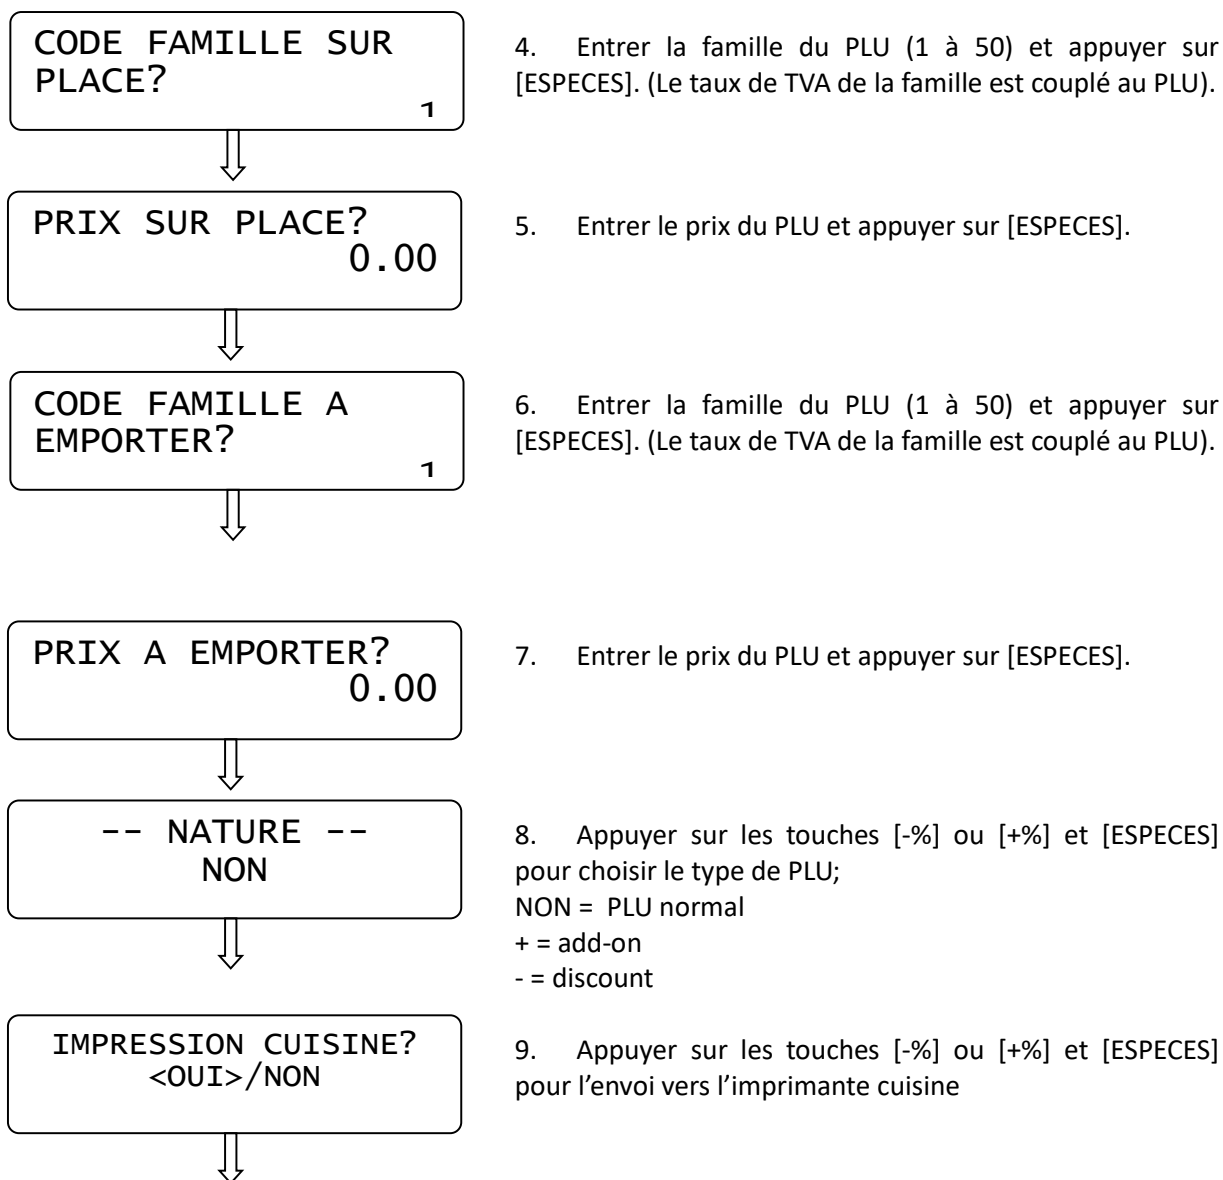 CODE FAMILLE SUR
PLACE?
1
4. Entrer la famille du PLU (1 à 50) et appuyer sur
[ESPECES]. (Le taux de TVA de la famille est couplé au PLU).
PRIX SUR PLACE?
0.00
5. Entrer le prix du PLU et appuyer sur [ESPECES].
CODE FAMILLE A
EMPORTER?
1
6. Entrer la famille du PLU (1 à 50) et appuyer sur
[ESPECES]. (Le taux de TVA de la famille est couplé au PLU).
PRIX A EMPORTER?
0.00
7. Entrer le prix du PLU et appuyer sur [ESPECES].
-- NATURE --
NON
8. Appuyer sur les touches [-%] ou [+%] et [ESPECES]
pour choisir le type de PLU;
NON = PLU normal
+ = add-on
- = discount
IMPRESSION CUISINE?
<OUI>/NON
9. Appuyer sur les touches [-%] ou [+%] et [ESPECES]
pour l’envoi vers l’imprimante cuisine